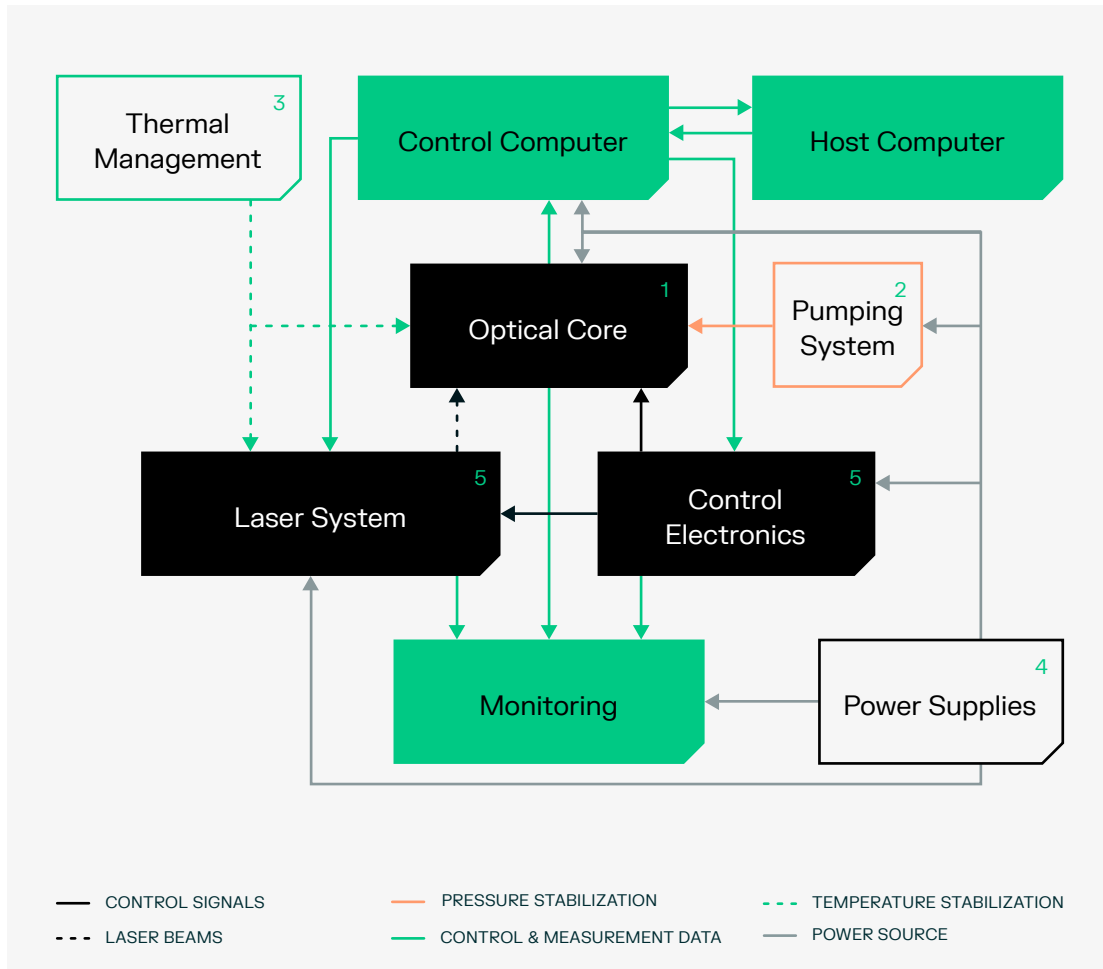 3
Thermal
Management
Control Computer
Host Computer
1
Optical Core
2
Pumping
System
5
Laser System
5
Control
Electronics
Monitoring
4
Power Supplies
CONTROL SIGNALS
PRESSURE STABILIZATION
TEMPERATURE STABILIZATION
LASER BEAMS
CONTROL & MEASUREMENT DATA
POWER SOURCE